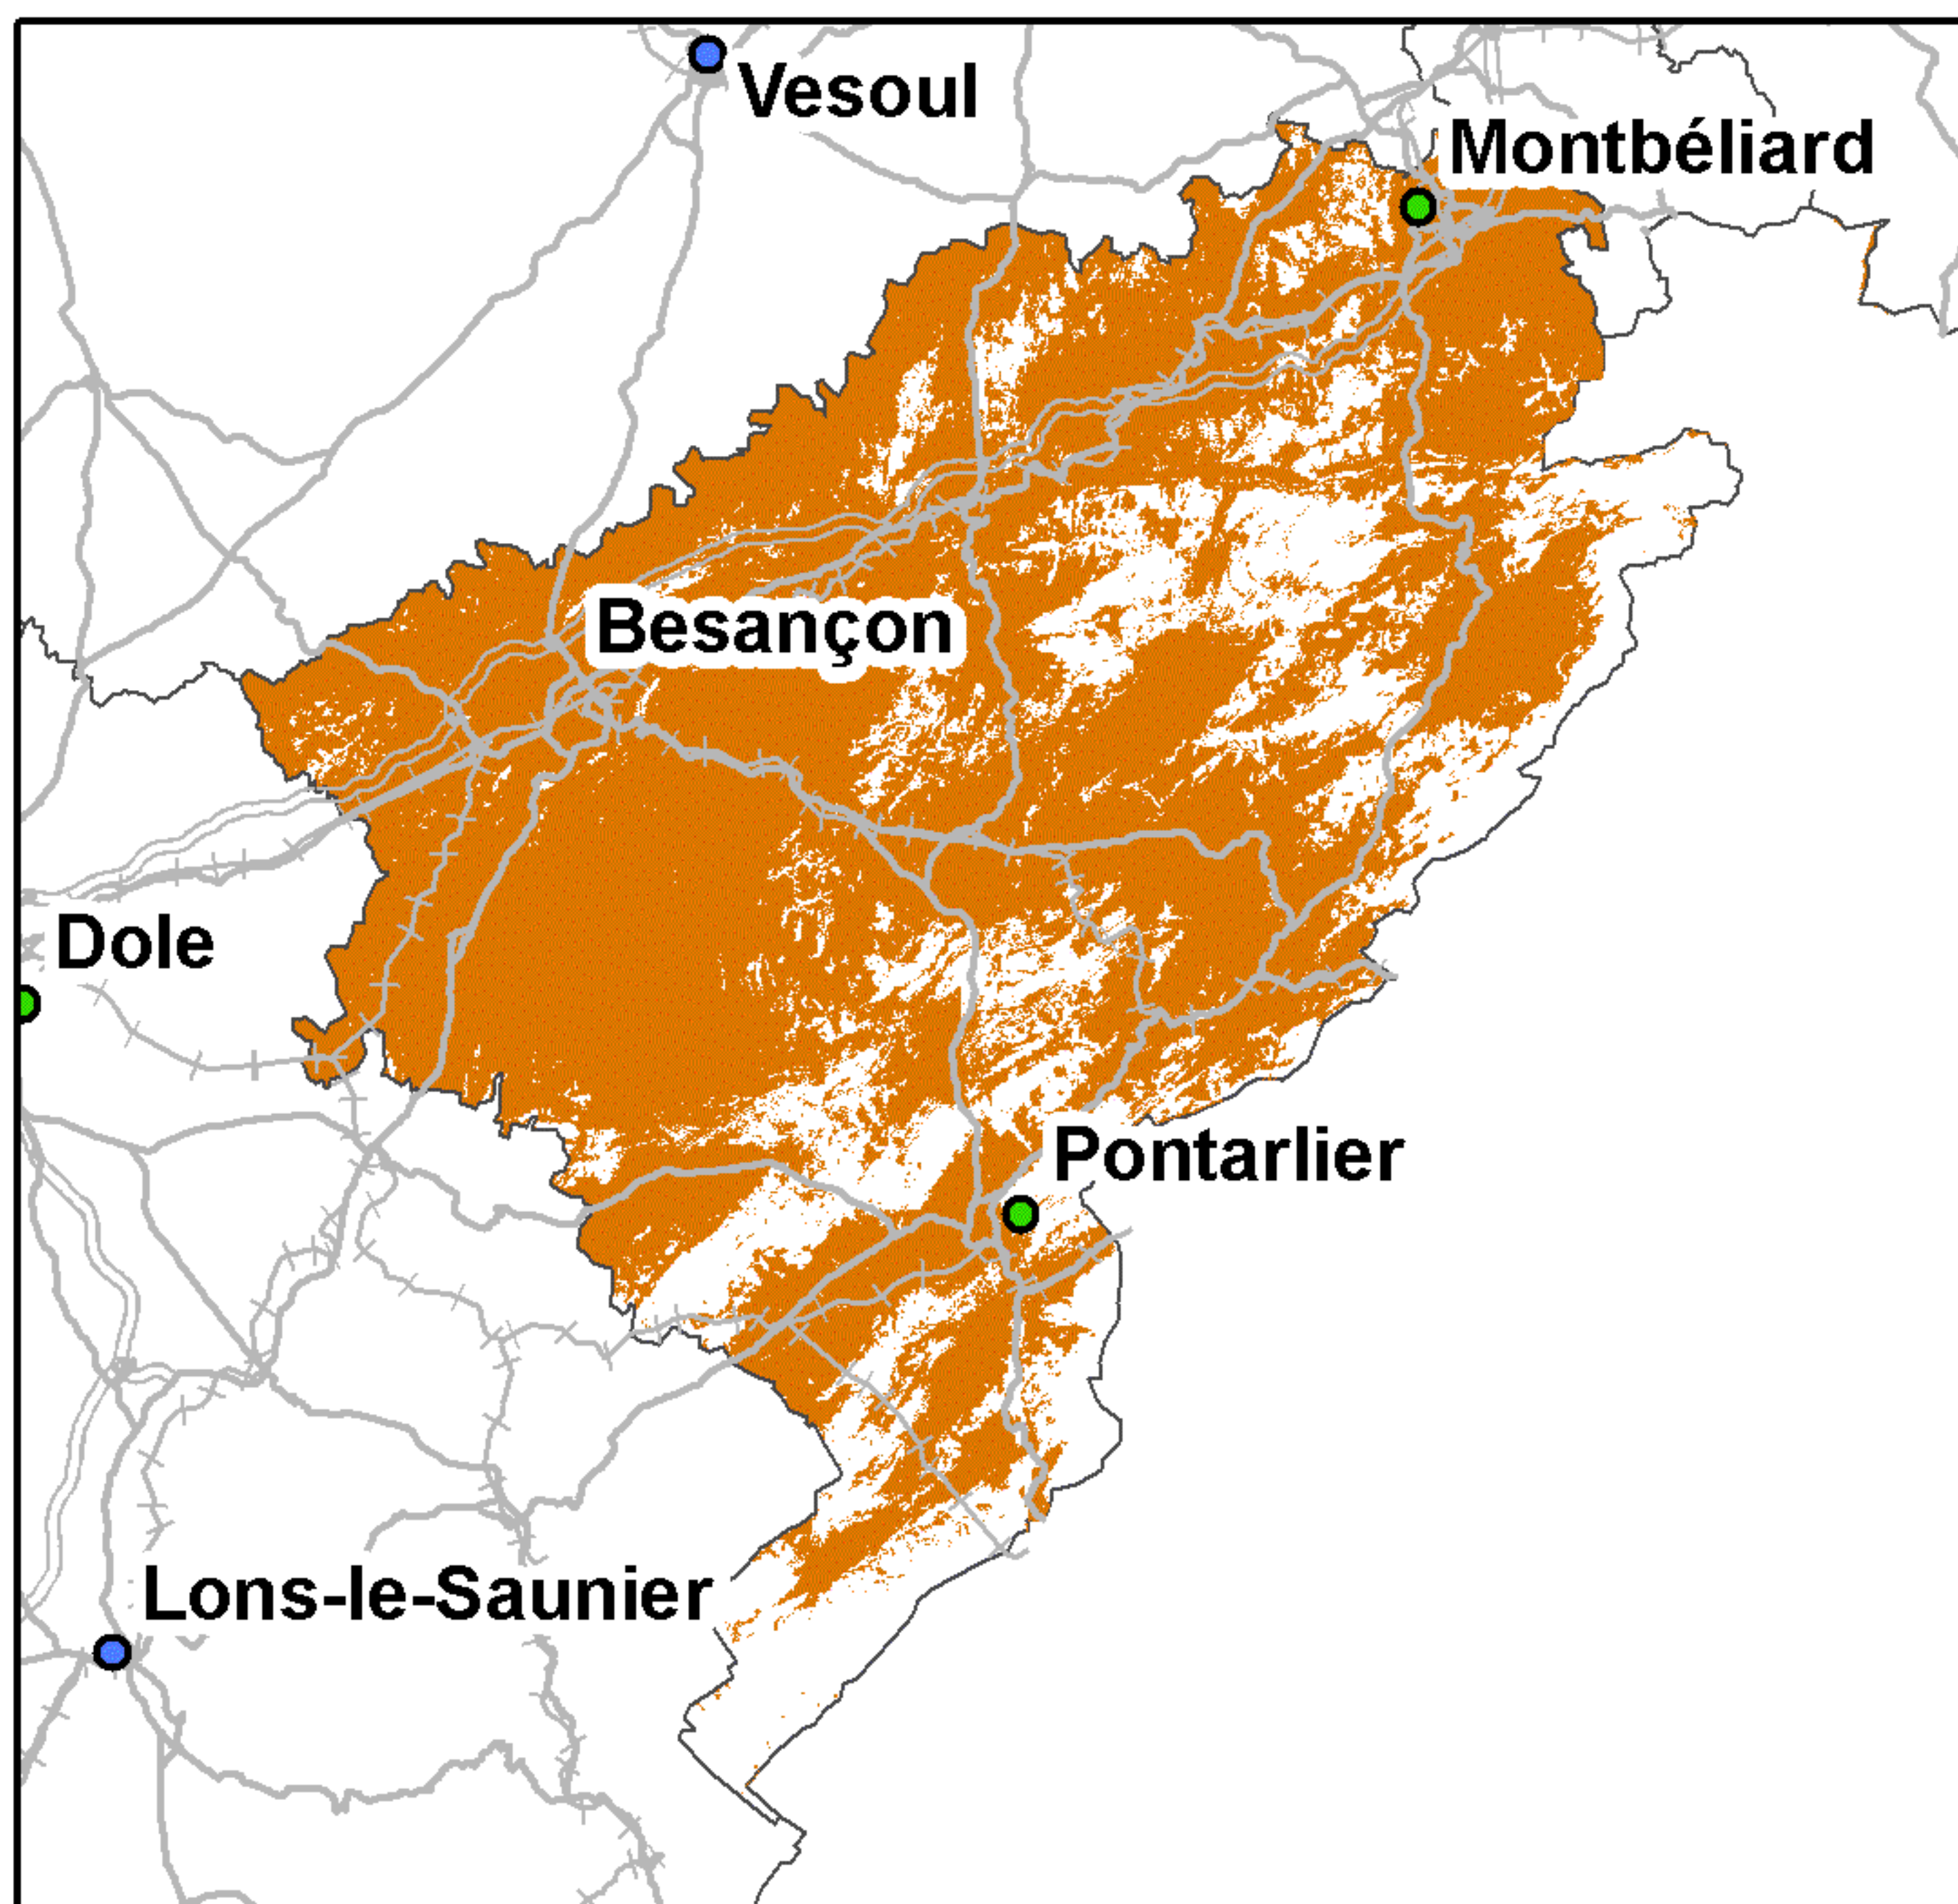 Vesoul
Montbéliard
Besançon
Dole
Pontarlier
Lons-le-Saunier